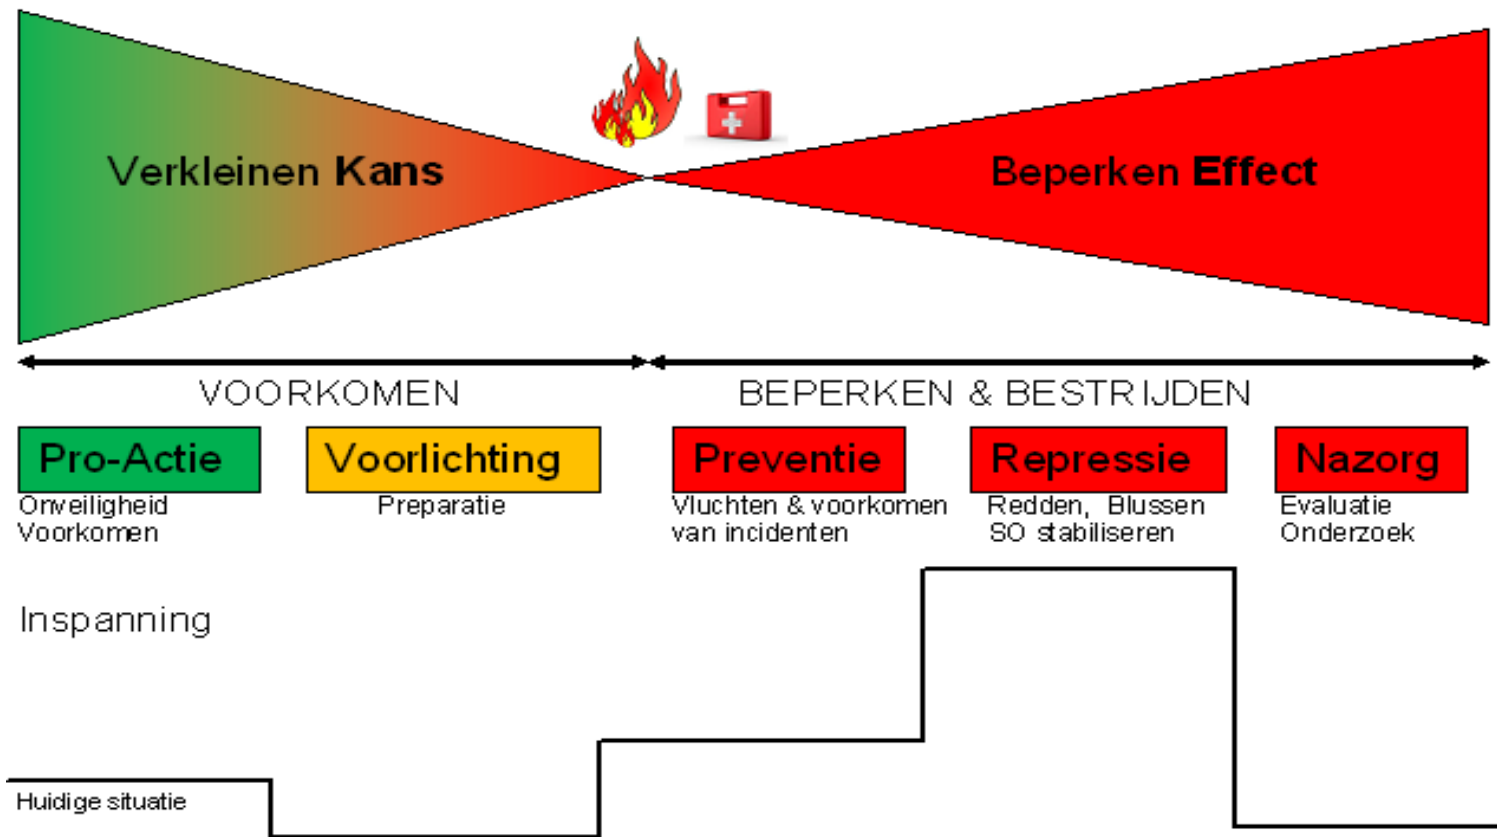 Verkleinen Kans
Beperken Effect
VOORKOMEN
BEPERKEN & BESTRIJDEN
Pro-Actie
Onveiligheid
Voorkomen
Voorlichting
Preparatie
Preventie
Vluchten & voorkomen
van incidenten
Repressie
Redden, Blussen
SO stabiliseren
Nazorg
Evaluatie
Onderzoek
Inspanning
Huidige situatie